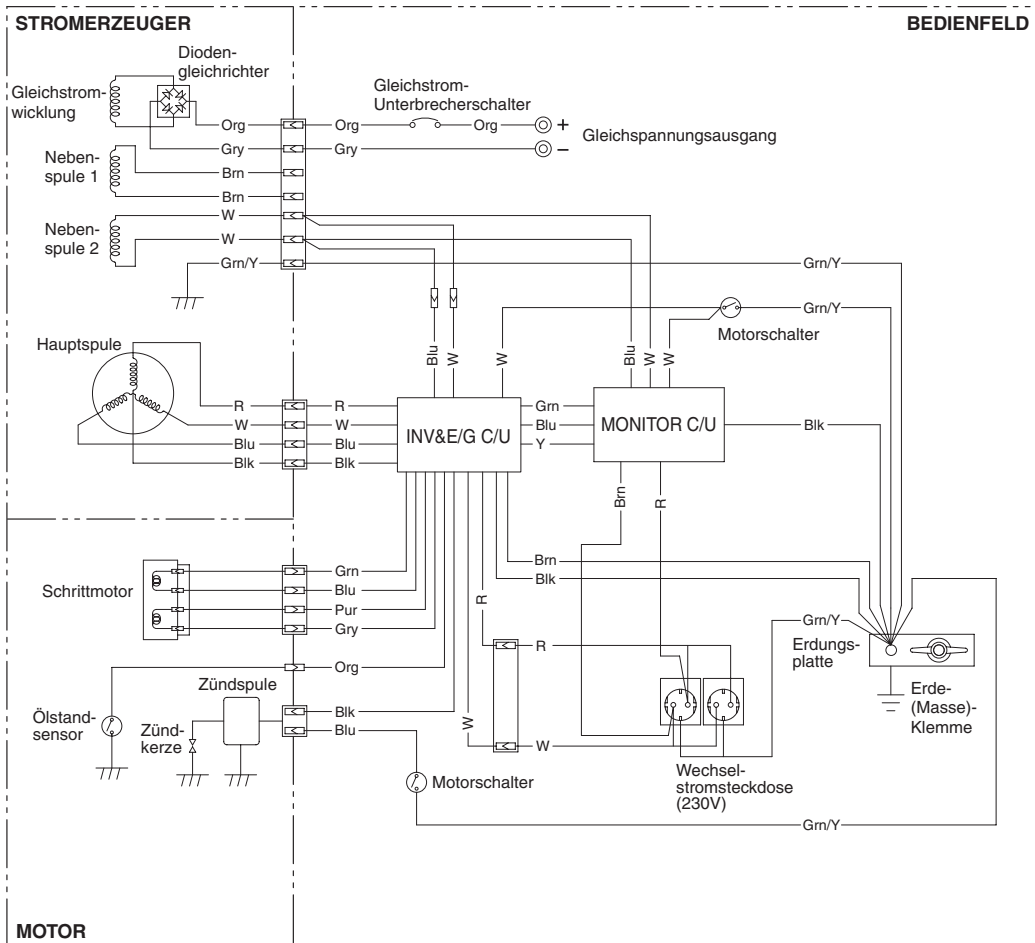 STROMERZEUGER
BEDIENFELD
Dioden-
gleichrichter
Gleichstrom-
wicklung
Gleichstrom-
Unterbrecherschalter
Org
Org
Org
+
Gleichspannungsausgang
Gry
Gry
−
Neben-
spule 1
Brn
Brn
W
Neben-
spule 2
W
Grn/Y
Grn/Y
Grn/Y
Motorschalter
Hauptspule
Blu
W
W
Blu
W
W
R
R
W
W
Blu
Blu
Blk
Blk
INV&E/G C/U
Grn
Blu
Y
MONITOR C/U
Blk
Brn
R
Brn
Blk
Schrittmotor
Grn
Blu
Pur
Gry
R
R
Grn/Y
Erdungs-
platte
Org
Zündspule
Ölstand-
sensor
Zünd-
kerze
Blk
Blu
W
W
Erde-
(Masse)-
Klemme
Motorschalter
Wechsel-
stromsteckdose
(230V)
Grn/Y
MOTOR